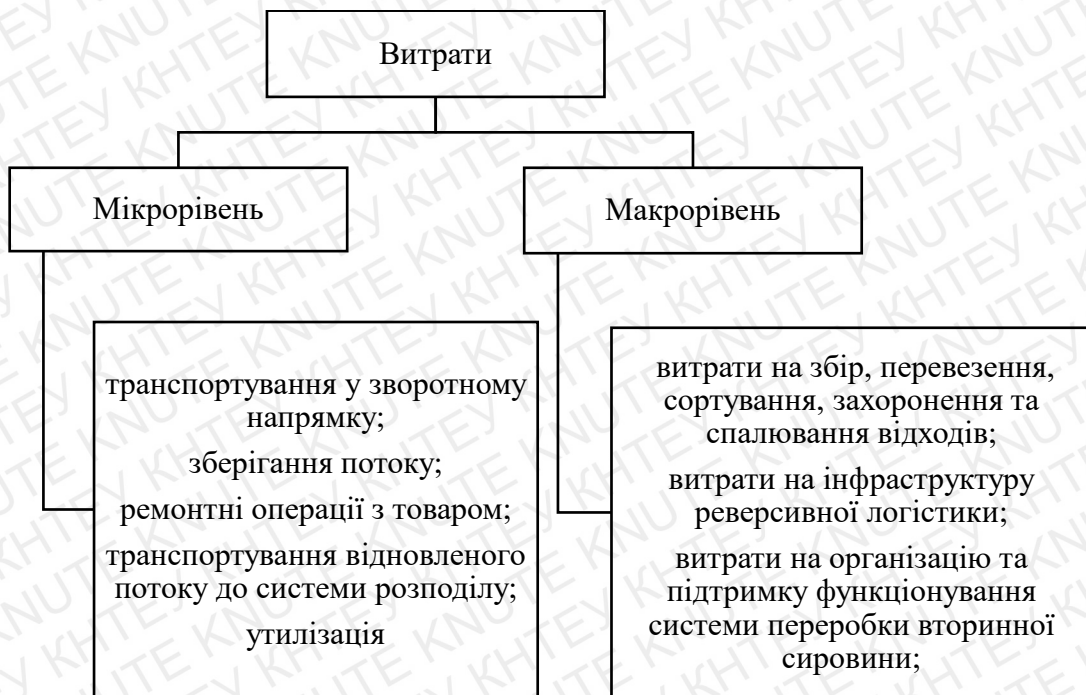 Витрати
Мікрорівень
Макрорівень
транспортування у зворотному
напрямку;
зберігання потоку;
ремонтні операції з товаром;
транспортування відновленого
потоку до системи розподілу;
утилізація
витрати на збір, перевезення,
сортування, захоронення та
спалювання відходів;
витрати на інфраструктуру
реверсивної логістики;
витрати на організацію та
підтримку функціонування
системи переробки вторинної
сировини;